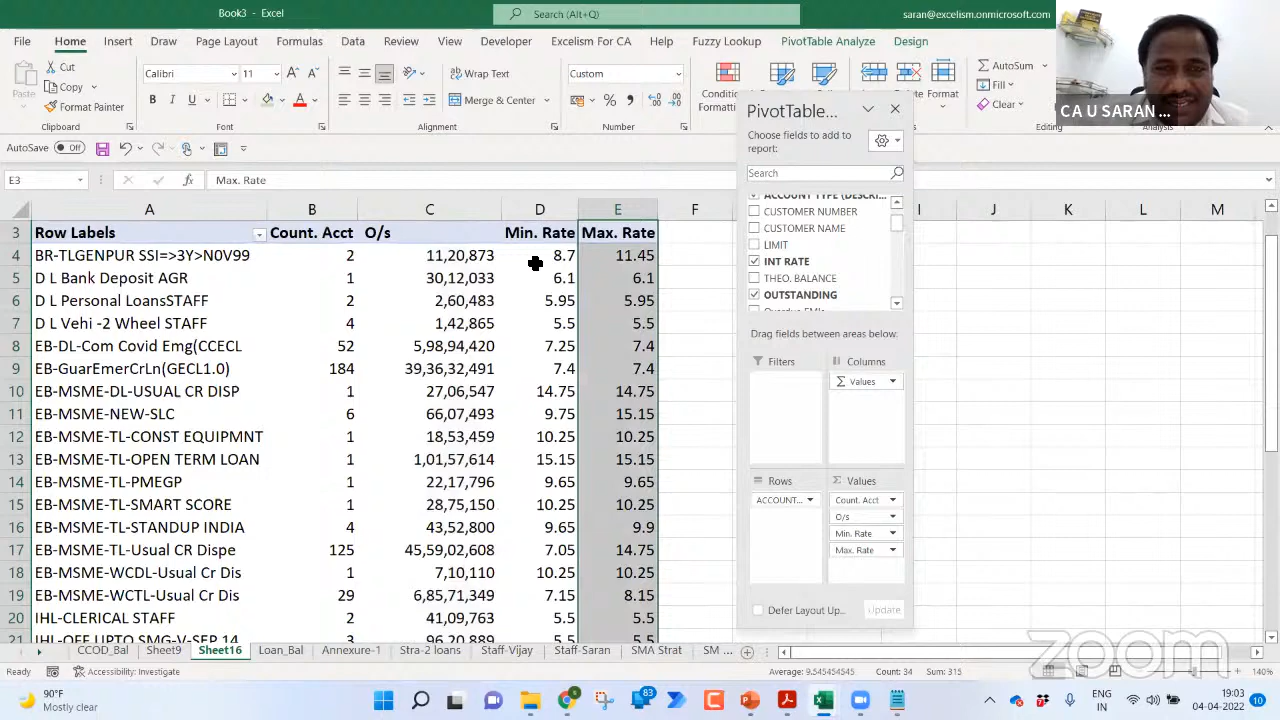 Book3 - Excel
Search (Alt+Q)
saran@excelism.onmicrosoft.com
File Home Insert Draw Page Layout Formulas Data Review View Developer Excelism For CA Help Fuzzy Lookup PivotTable Analyze Design
Cut
Copy
Format Painter
Paste
Clipboard
Calibri 11
B I U
Font
Wrap Text
Merge & Center
Alignment
Custom
Number
Conditional
Formatting
AutoSum
Fill
Clear
Editing
Analysis
CA U SARAN ...
AutoSave Off
E3 fx Max. Rate
A B C D E F I J K L M
3 Row Labels Count. Acct O/s Min. Rate Max. Rate
4 BR-TLGENPUR SSI=>3Y>N0V99 2 11,20,873 8.7 11.45
5 D L Bank Deposit AGR 1 30,12,033 6.1 6.1
6 D L Personal LoansSTAFF 2 2,60,433 5.95 5.95
7 D L Vehi -2 Wheel STAFF 4 1,42,865 5.5 5.5
8 EB-DL-Com Covid Emg(CCECL 52 5,98,94,420 7.25 7.4
9 EB-GuarEmerCrLn(GECL1.0) 184 39,36,32,491 7.4 7.4
10 EB-MSME-DL-USUAL CR DISP 1 27,06,547 14.75 14.75
11 EB-MSME-NEW-SLC 6 66,07,493 9.75 15.15
12 EB-MSME-TL-CONST EQUIPMNT 1 18,53,459 10.25 10.25
13 EB-MSME-TL-OPEN TERM LOAN 1 1,01,57,614 15.15 15.15
14 EB-MSME-TL-PMEGP 1 22,17,796 9.65 9.65
15 EB-MSME-TL-SMART SCORE 1 28,75,150 10.25 10.25
16 EB-MSME-TL-STANDUP INDIA 4 43,52,800 9.65 9.9
17 EB-MSME-TL-Usual CR Dispe 125 45,59,02,608 7.05 14.75
18 EB-MSME-WCDL-Usual Cr Dis 1 7,10,110 10.25 10.25
19 EB-MSME-WCTL-Usual Cr Dis 29 6,85,71,349 7.15 8.15
20 IHL-CLERICAL STAFF 2 41,09,763 5.5 5.5
21 IHL-OFF UPTO SMG-V-SEP 14 3 96,20,889 5.5 5.5
PivotTable...
Choose fields to add to
report:
Search
ACCOUNT TYPE (DESCRI...
CUSTOMER NUMBER
CUSTOMER NAME
LIMIT
INT RATE
THEO. BALANCE
OUTSTANDING
Overdue EMIs
Drag fields between areas below:
Filters Columns
Σ Values
Rows Σ Values
ACCOUNT... Count. Acct
O/s
Min. Rate
Max. Rate
Defer Layout Up... Update
CCOD_Bal Sheet9 Sheet16 Loan_Bal Annexure-1 Xtra-2 loans Staff-Vijay Staff-Saran SMA Strat SM ...
Ready Accessibility: Investigate Average: 9.545454545 Count: 34 Sum: 315 140%
zoom
90°F
Mostly clear
83
ENG
IN
19:03
04-04-2022
10